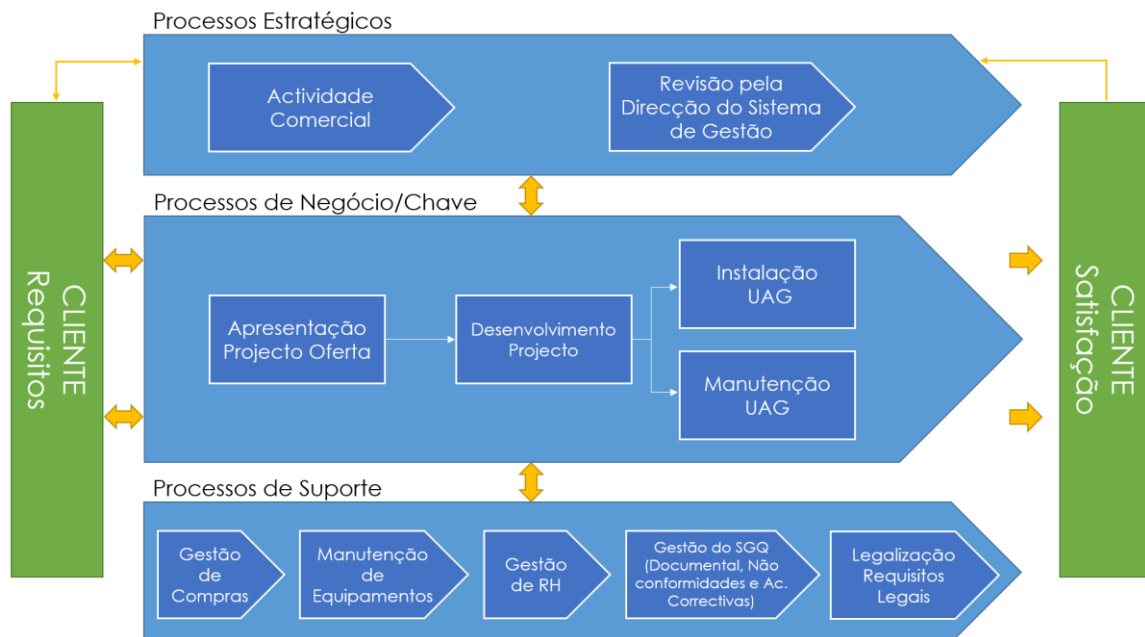 Processos Estratégicos
Actividade
Comercial
Revisão pela
Direcção do Sistema
de Gestão
CLIENTE
Requisitos
Processos de Negócio/Chave
Apresentação
Projecto Oferta
Desenvolvimento
Projecto
Instalação
UAG
Manutenção
UAG
CLIENTE
Satisfação
Processos de Suporte
Gestão
de
Compras
Manutenção
de
Equipamentos
Gestão
de RH
Gestão do SGQ
(Documental, Não
conformidades e Ac.
Correctivas)
Legalização
Requisitos
Legais